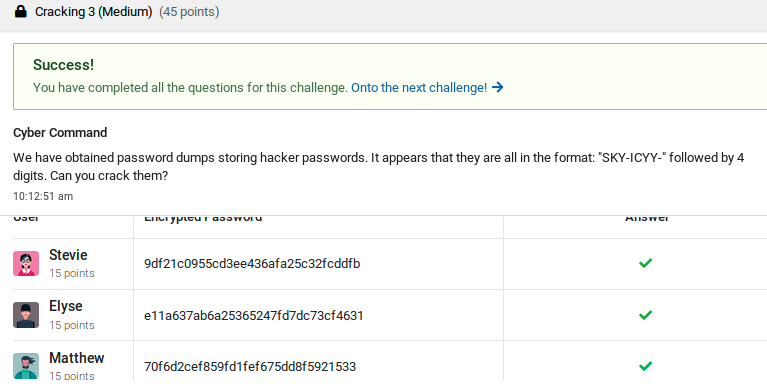 Cracking 3 (Medium) (45 points)
Success!
You have completed all the questions for this challenge. Onto the next challenge! →
Cyber Command
We have obtained password dumps storing hacker passwords. It appears that they are all in the format: "SKY-ICYY-" followed by 4
digits. Can you crack them?
10:12:51 am
User Encrypted Password Answer
Stevie
15 points
9df21c0955cd3ee436afa25c32fcddfb
Elyse
15 points
e11a637ab6a25365247fd7dc73cf4631
Matthew
15 points
70f6d2cef859fd1fef675dd8f5921533